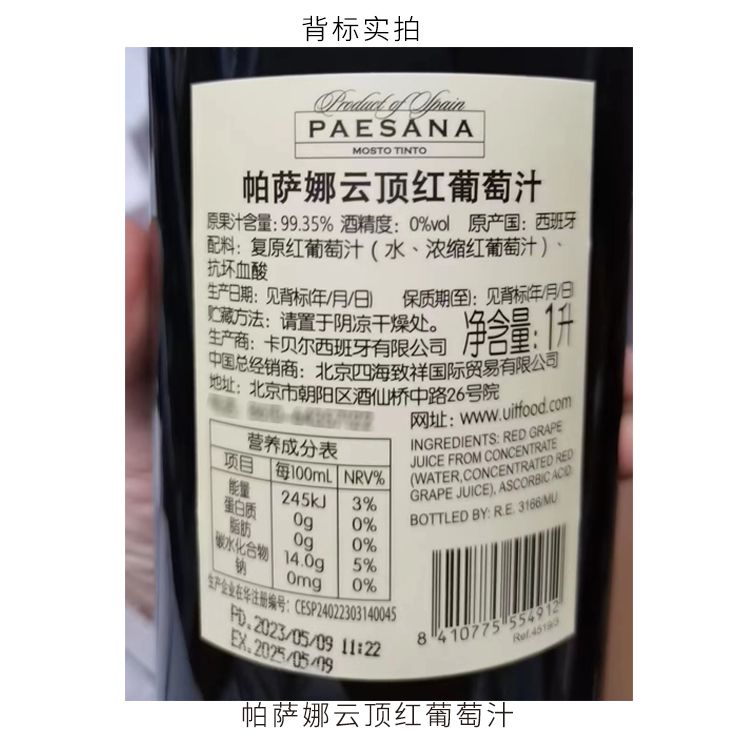 背标实拍
Product of Spain
PAESANA
MOSTO TINTO
帕萨娜云顶红葡萄汁
原果汁含量: 99.35% 酒精度: 0%vol 原产国: 西班牙
配料: 复原红葡萄汁 (水、浓缩红葡萄汁)、
抗坏血酸
生产日期: 见背标(年/月/日) 保质期(至): 见背标(年/月/日)
贮藏方法: 请置于阴凉干燥处。 净含量: 1升
生产商: 卡贝尔西班牙有限公司
中国总经销商: 北京四海致祥国际贸易有限公司
地址: 北京市朝阳区酒仙桥中路26号院
网址: www.uitfood.com
营养成分表
项目 每100mL NRV%
能量 245kJ 3%
蛋白质 0g 0%
脂肪 0g 0%
碳水化合物 14.0g 5%
钠 0mg 0%
INGREDIENTS: RED GRAPE
JUICE FROM CONCENTRATE
(WATER, CONCENTRATED RED
GRAPE JUICE), ASCORBIC ACID.
BOTTLED BY: R.E. 3166/MU
生产企业在华注册编号: CESP24022303140045
PD.2023/05/09 11:22
EX.2025/05/09
8 410775 554912
Ref.4519/3
帕萨娜云顶红葡萄汁